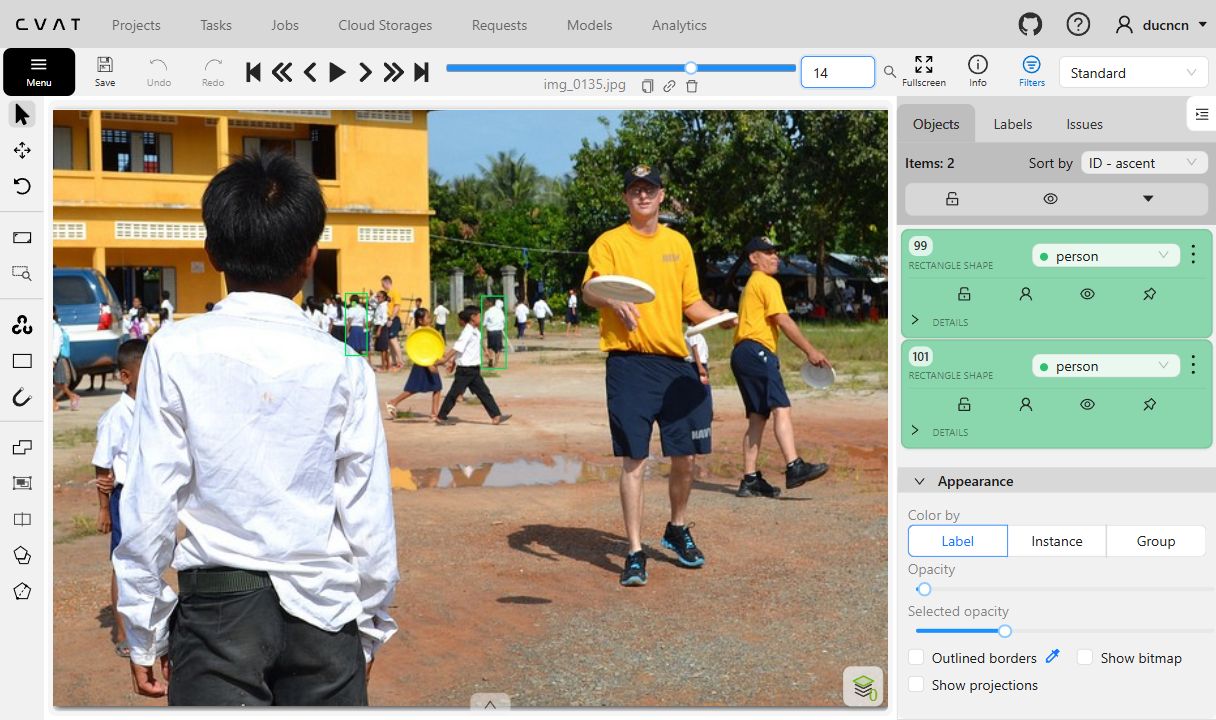 CVAT
Projects
Tasks
Jobs
Cloud Storages
Requests
Models
Analytics
ducncn
Menu
Save
Undo
Redo
img_0135.jpg
14
Fullscreen
Info
Filters
Standard
Objects
Labels
Issues
Items: 2
Sort by
ID - ascent
99
RECTANGLE SHAPE
person
DETAILS
101
RECTANGLE SHAPE
person
DETAILS
Appearance
Color by
Label
Instance
Group
Opacity
Selected opacity
Outlined borders
Show bitmap
Show projections
NAVY
0